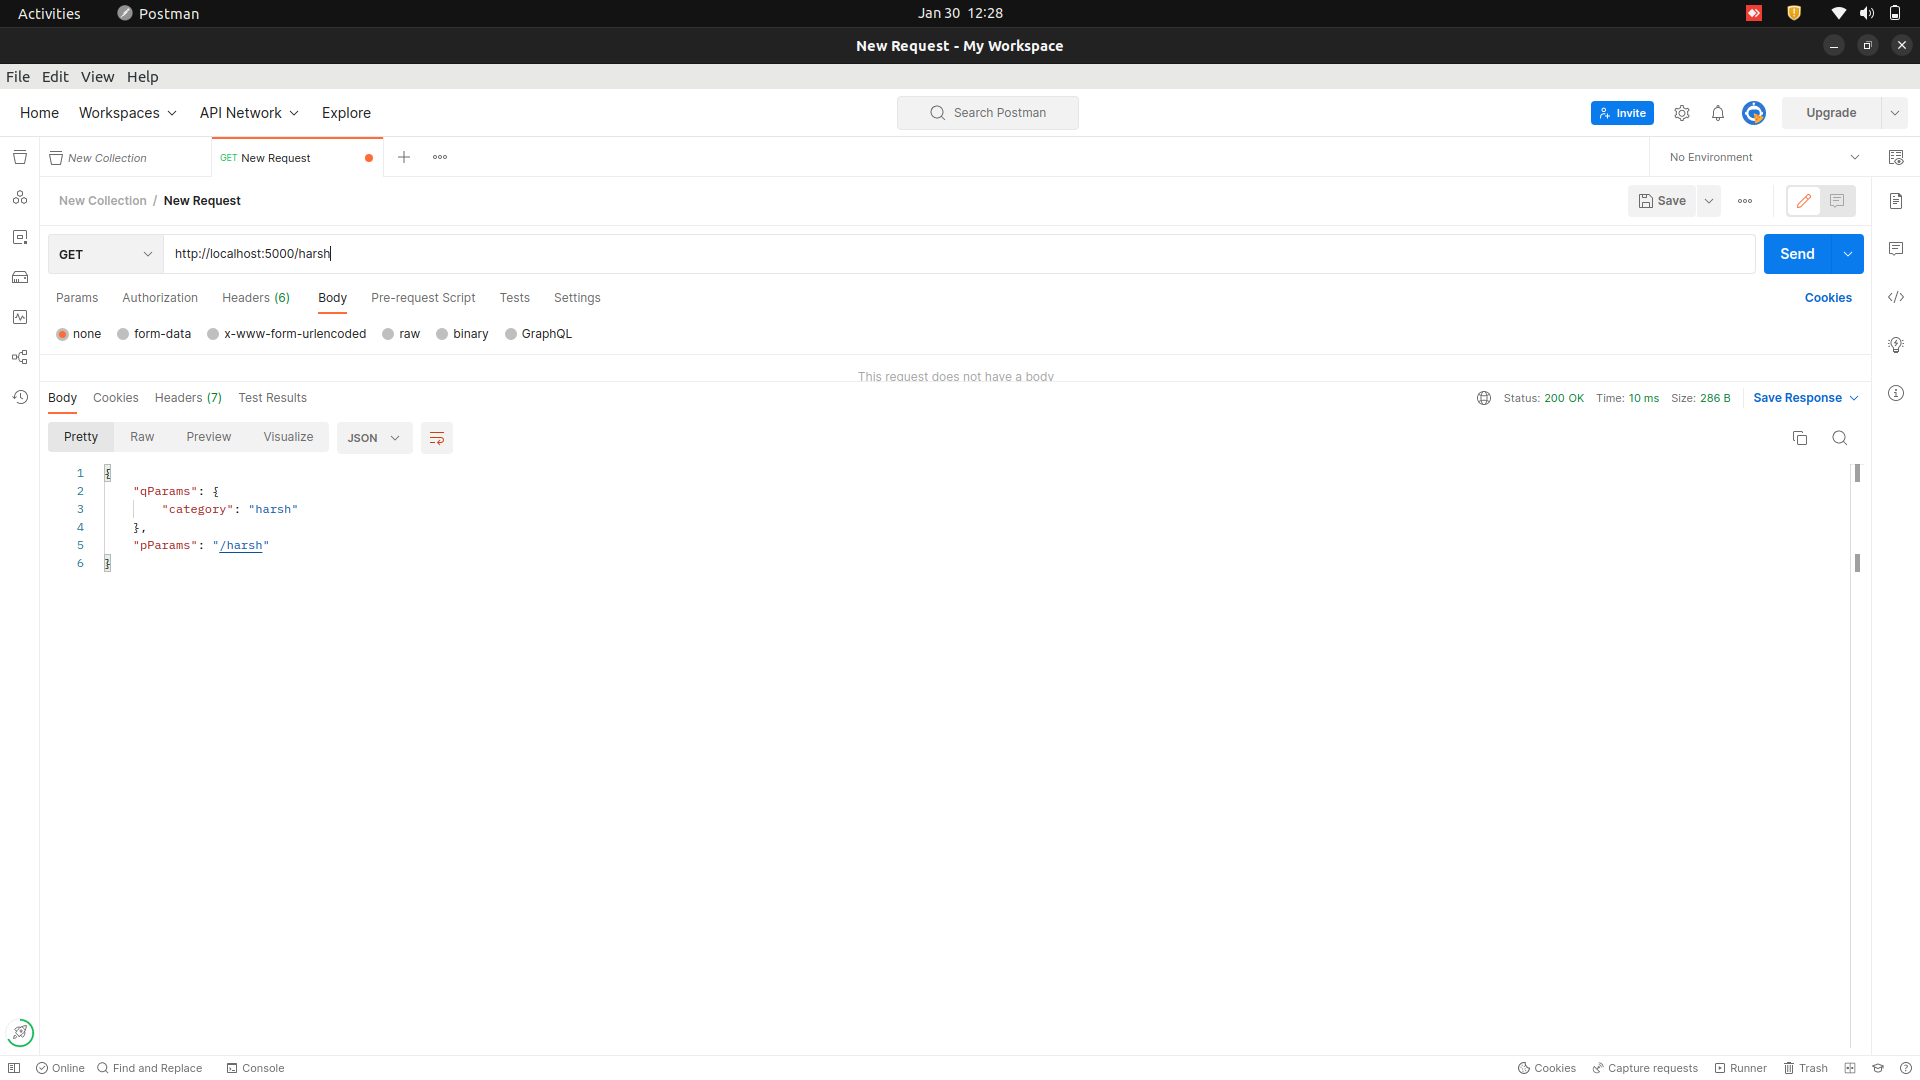 Activities Postman Jan 30 12:28
New Request - My Workspace
File Edit View Help
Home Workspaces API Network Explore Search Postman Invite Upgrade
New Collection GET New Request No Environment
New Collection / New Request Save
GET http://localhost:5000/harsh Send
Params Authorization Headers (6) Body Pre-request Script Tests Settings Cookies
none form-data x-www-form-urlencoded raw binary GraphQL
This request does not have a body
Body Cookies Headers (7) Test Results Status: 200 OK Time: 10 ms Size: 286 B Save Response
Pretty Raw Preview Visualize JSON
1 {
2 "qParams": {
3 "category": "harsh"
4 },
5 "pParams": "/harsh"
6 }
Online Find and Replace Console Cookies Capture requests Runner Trash